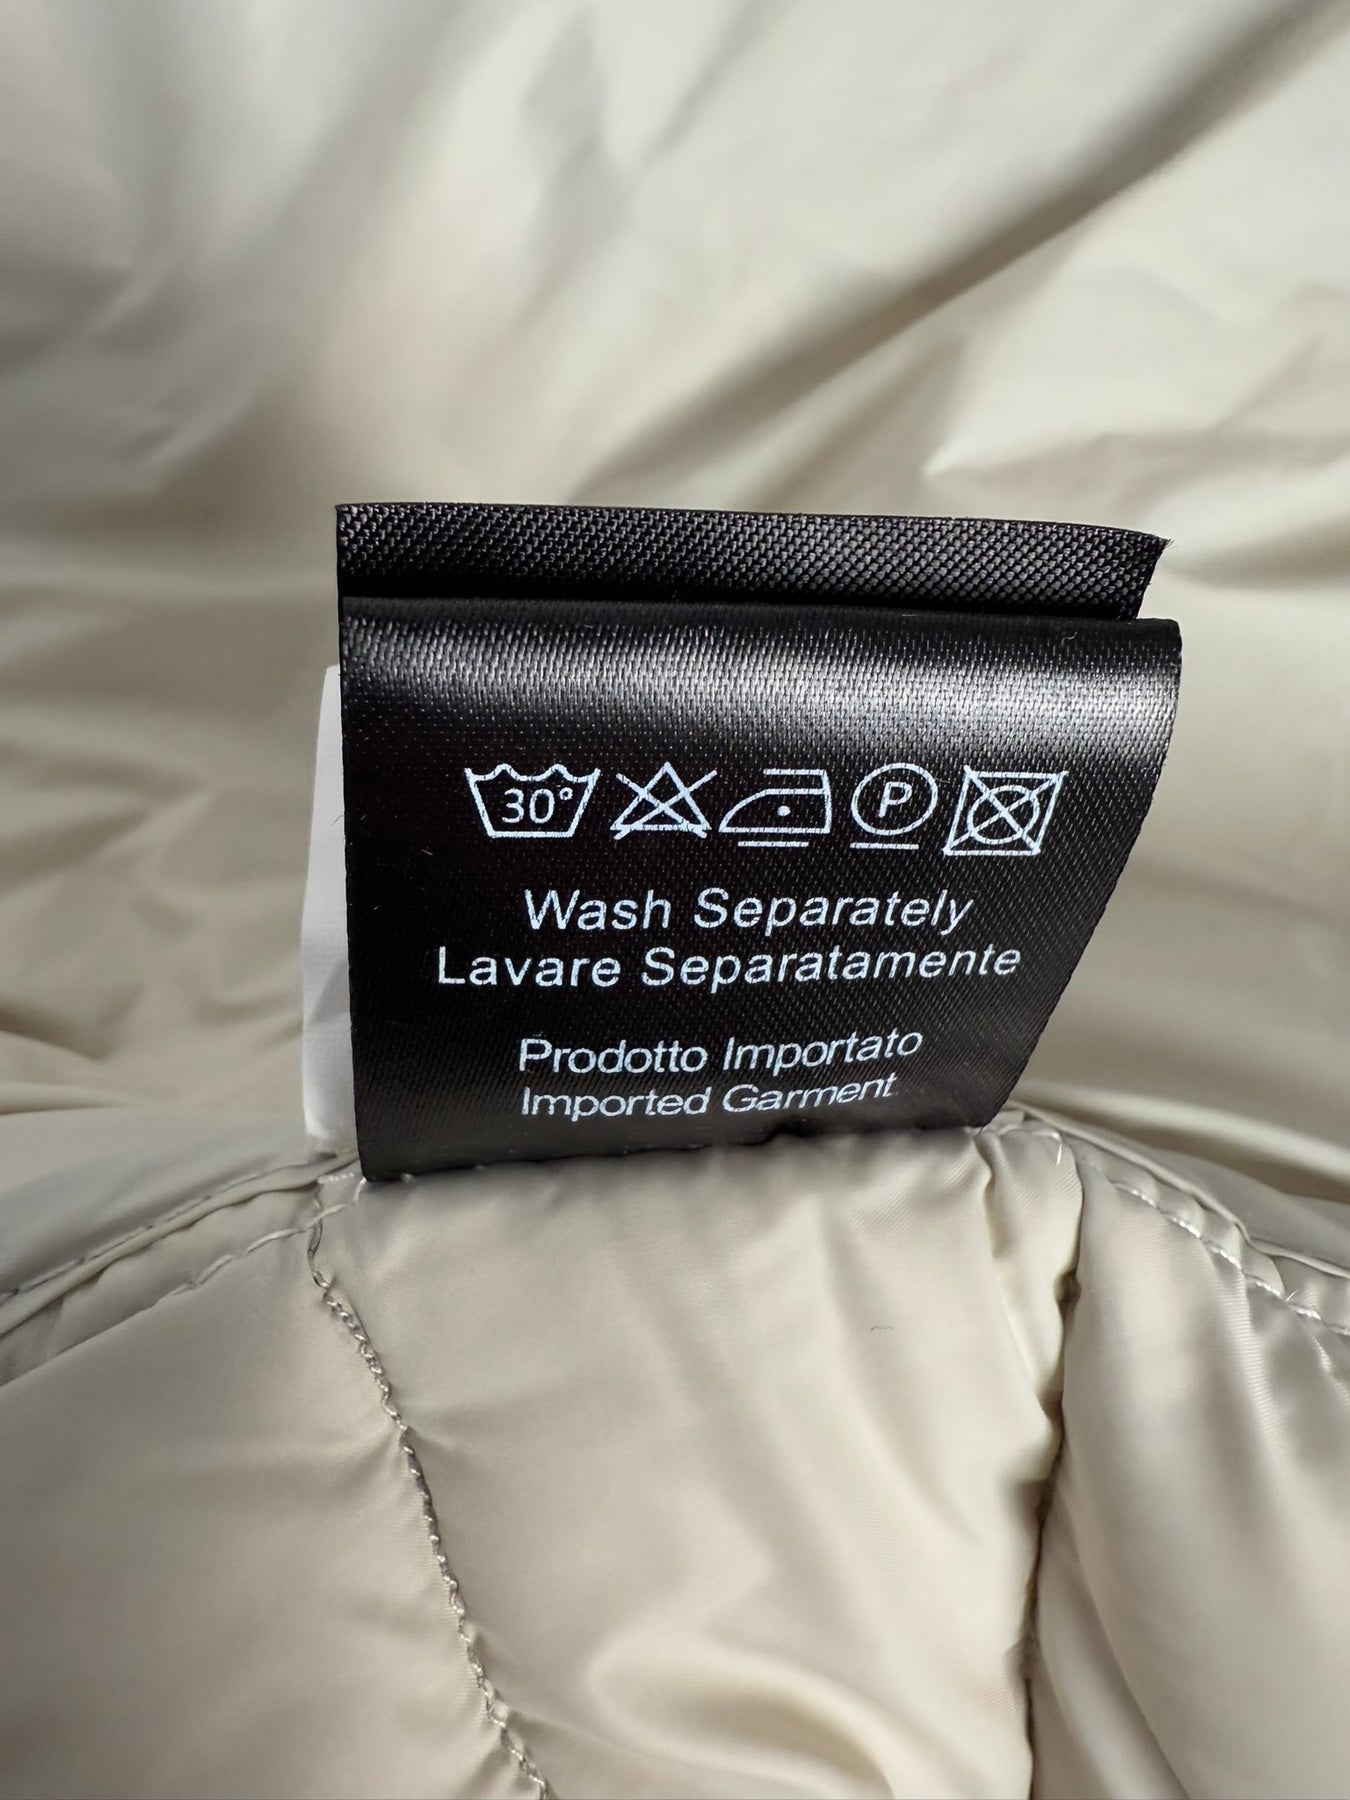 30°
P
Wash Separately
Lavare Separatamente
Prodotto Importato
Imported Garment